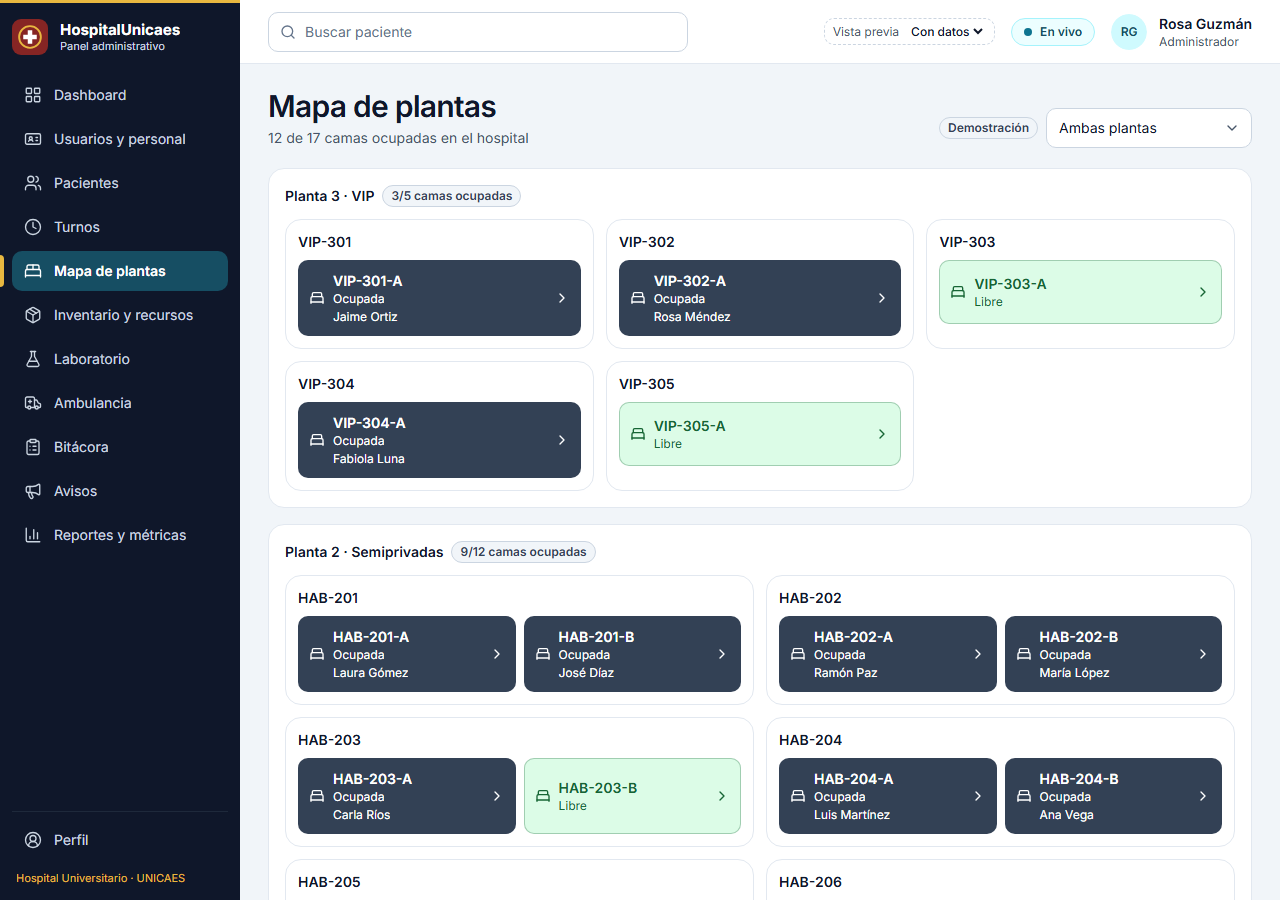 HospitalUnicaes
Panel administrativo
Dashboard
Usuarios y personal
Pacientes
Turnos
Mapa de plantas
Inventario y recursos
Laboratorio
Ambulancia
Bitácora
Avisos
Reportes y métricas
Perfil
Hospital Universitario · UNICAES
Buscar paciente
Vista previa Con datos
En vivo
RG
Rosa Guzmán
Administrador
Mapa de plantas
12 de 17 camas ocupadas en el hospital
Demostración
Ambas plantas
Planta 3 · VIP 3/5 camas ocupadas
VIP-301
VIP-301-A
Ocupada
Jaime Ortiz
VIP-302
VIP-302-A
Ocupada
Rosa Méndez
VIP-303
VIP-303-A
Libre
VIP-304
VIP-304-A
Ocupada
Fabiola Luna
VIP-305
VIP-305-A
Libre
Planta 2 · Semiprivadas 9/12 camas ocupadas
HAB-201
HAB-201-A
Ocupada
Laura Gómez
HAB-201-B
Ocupada
José Díaz
HAB-202
HAB-202-A
Ocupada
Ramón Paz
HAB-202-B
Ocupada
María López
HAB-203
HAB-203-A
Ocupada
Carla Ríos
HAB-203-B
Libre
HAB-204
HAB-204-A
Ocupada
Luis Martínez
HAB-204-B
Ocupada
Ana Vega
HAB-205
HAB-206